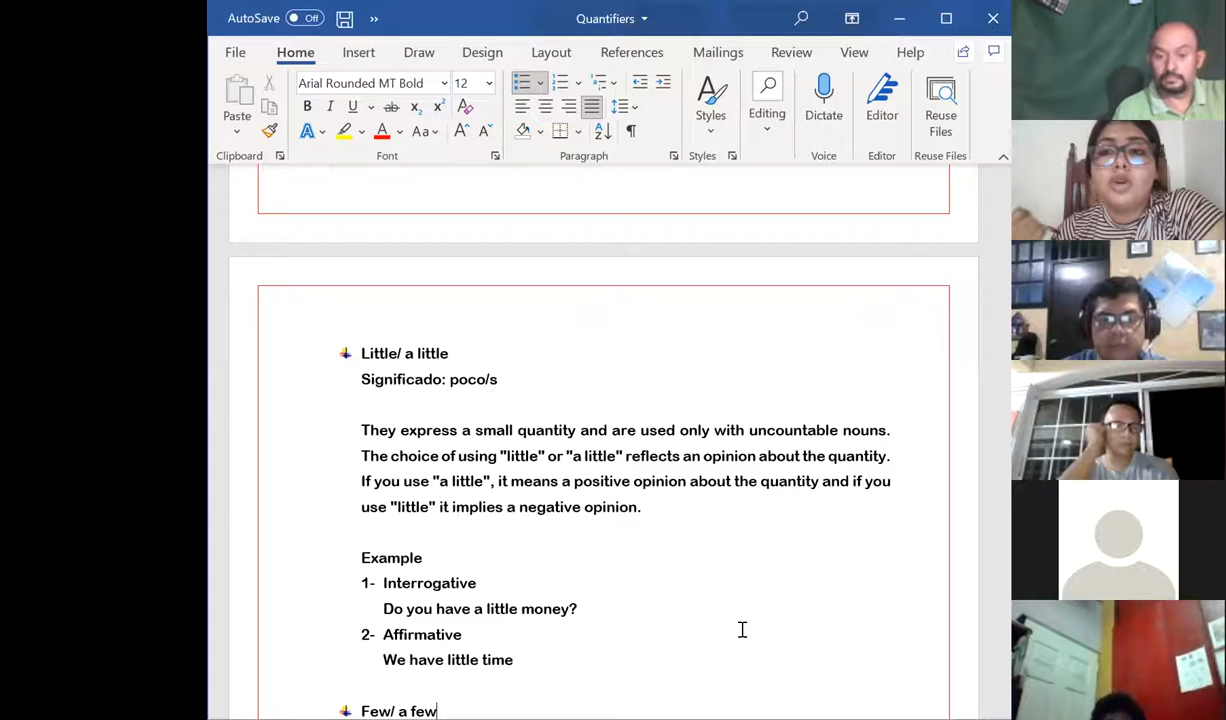 AutoSave Off Quantifiers
File Home Insert Draw Design Layout References Mailings Review View Help
Arial Rounded MT Bold 12
Paste B I U ab x₂ x² A Styles Editing Dictate Editor Reuse Files
A A Aa A A A Z
Clipboard Font Paragraph Styles Voice Editor Reuse Files
Little/ a little
Significado: poco/s
They express a small quantity and are used only with uncountable nouns.
The choice of using "little" or "a little" reflects an opinion about the quantity.
If you use "a little", it means a positive opinion about the quantity and if you
use "little" it implies a negative opinion.
Example
1- Interrogative
Do you have a little money?
2- Affirmative
We have little time
Few/ a few